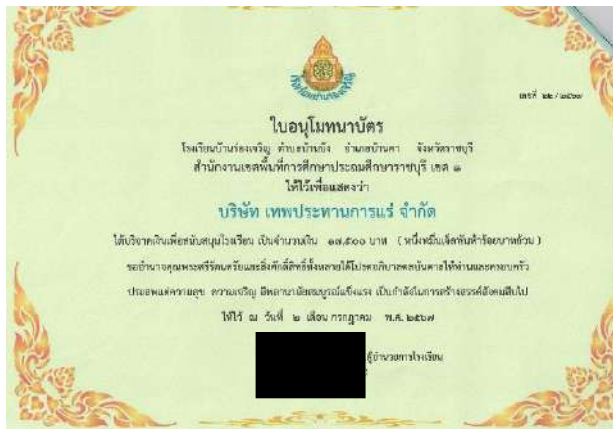 โรงเรียนบ้านร่องเจริญ
เลขที่ ๒๒/๒๕๖๗
ใบอนุโมทนาบัตร
โรงเรียนบ้านร่องเจริญ ตำบลบ้านบึง อำเภอบ้านคา จังหวัดราชบุรี
สำนักงานเขตพื้นที่การศึกษาประถมศึกษาราชบุรี เขต ๑
ให้ไว้เพื่อแสดงว่า
บริษัท เทพประทานการแร่ จำกัด
ได้บริจาคเงินเพื่อสนับสนุนโรงเรียน เป็นจำนวนเงิน ๑๗,๕๐๐ บาท ( หนึ่งหมื่นเจ็ดพันห้าร้อยบาทถ้วน )
ขออำนาจคุณพระศรีรัตนตรัยและสิ่งศักดิ์สิทธิ์ทั้งหลายได้โปรดอภิบาลดลบันดาลให้ท่านและครอบครัว
ประสพแต่ความสุข ความเจริญ มีพลานามัยสมบูรณ์แข็งแรง เป็นกำลังในการสร้างสรรค์สังคมสืบไป
ให้ไว้ ณ วันที่ ๒ เดือน กรกฎาคม พ.ศ. ๒๕๖๗
ผู้อำนวยการโรงเรียน